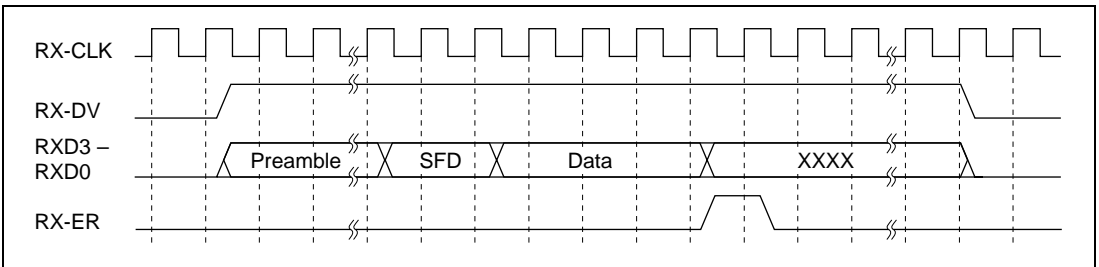 RX-CLK
RX-DV
RXD3 –
RXD0
Preamble SFD Data XXXX
RX-ER